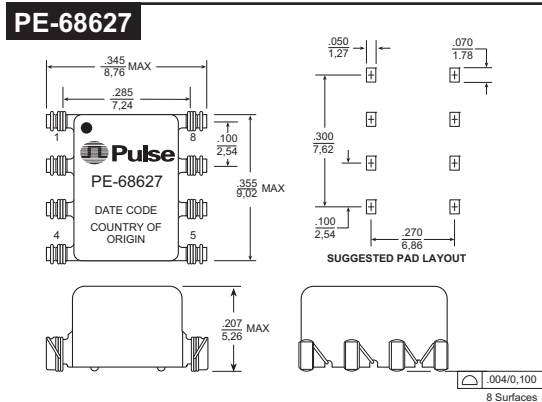 PE-68627
.345
8,76
MAX
.285
7,24
1
8
Pulse
PE-68627
DATE CODE
COUNTRY OF
ORIGIN
4
5
.100
2,54
.355
9,02
MAX
.050
1,27
.070
1.78
.300
7,62
.100
2,54
.270
6,86
SUGGESTED PAD LAYOUT
.207
5,26
MAX
.004/0,100
8 Surfaces